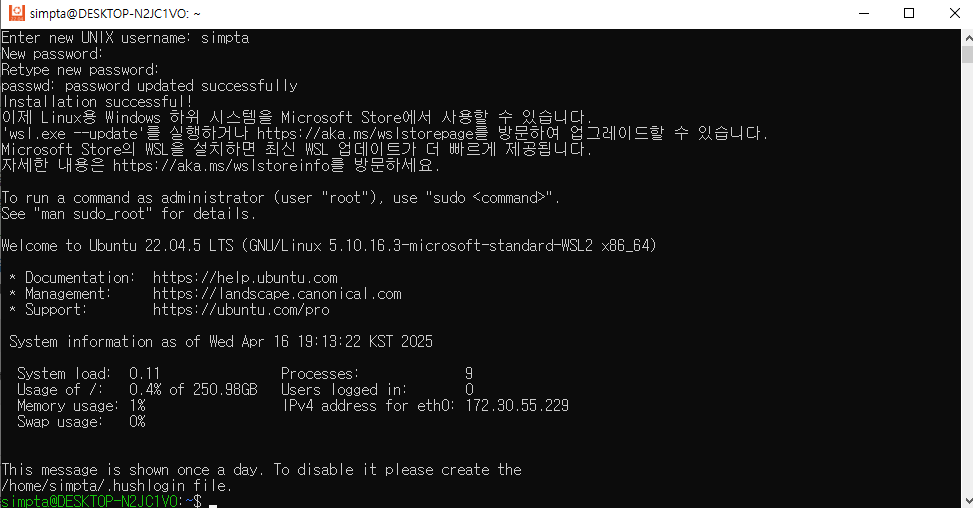 simpta@DESKTOP-N2JC1VO: ~
Enter new UNIX username: simpta
New password:
Retype new password:
passwd: password updated successfully
Installation successful!
이제 Linux용 Windows 하위 시스템을 Microsoft Store에서 사용할 수 있습니다.
'wsl.exe --update'를 실행하거나 https://aka.ms/wslstorepage를 방문하여 업그레이드할 수 있습니다.
Microsoft Store의 WSL을 설치하면 최신 WSL 업데이트가 더 빠르게 제공됩니다.
자세한 내용은 https://aka.ms/wslstoreinfo를 방문하세요.
To run a command as administrator (user "root"), use "sudo <command>".
See "man sudo_root" for details.
Welcome to Ubuntu 22.04.5 LTS (GNU/Linux 5.10.16.3-microsoft-standard-WSL2 x86_64)
* Documentation:  https://help.ubuntu.com
* Management:     https://landscape.canonical.com
* Support:        https://ubuntu.com/pro
System information as of Wed Apr 16 19:13:22 KST 2025
System load:  0.11               Processes:             9
Usage of /:   0.4% of 250.98GB   Users logged in:       0
Memory usage: 1%                 IPv4 address for eth0: 172.30.55.229
Swap usage:   0%
This message is shown once a day. To disable it please create the
/home/simpta/.hushlogin file.
simpta@DESKTOP-N2JC1VO:~$